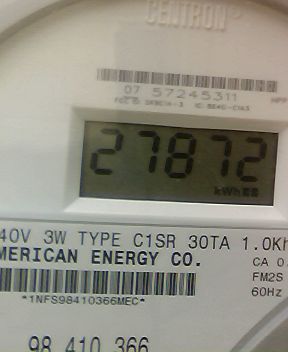 CENTRON®
07 57245311
27872
kWh
40V 3W TYPE C1SR 30TA 1.0Kh
MERICAN ENERGY CO.
CA 0.
FM2S
60Hz
*1NFS98410366MEC*
98 410 366